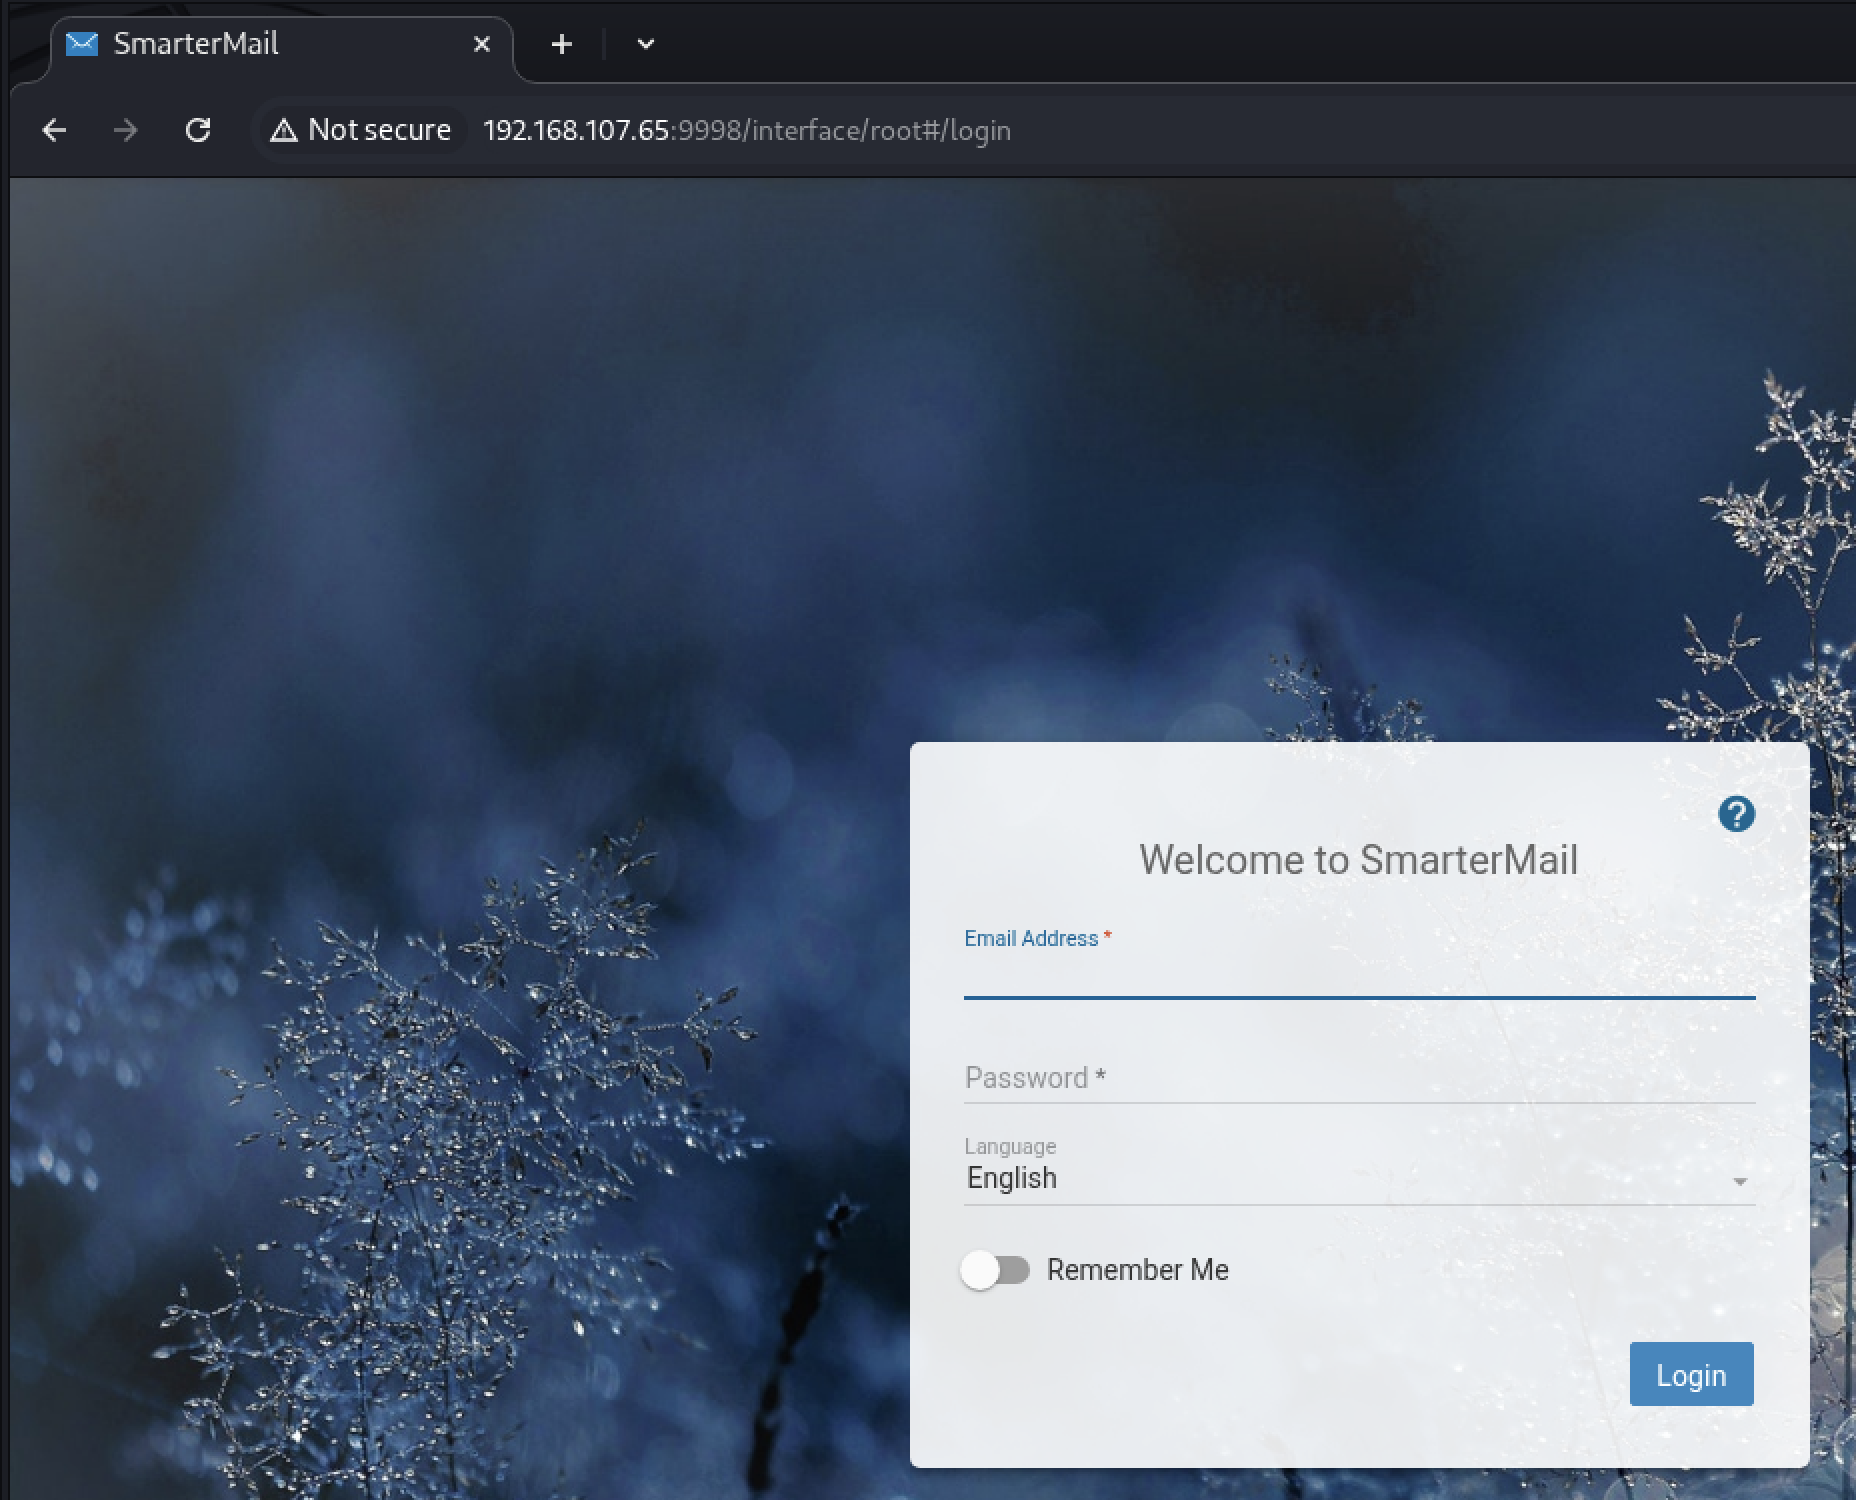 SmarterMail
Not secure 192.168.107.65:9998/interface/root#/login
Welcome to SmarterMail
Email Address *
Password *
Language
English
Remember Me
Login